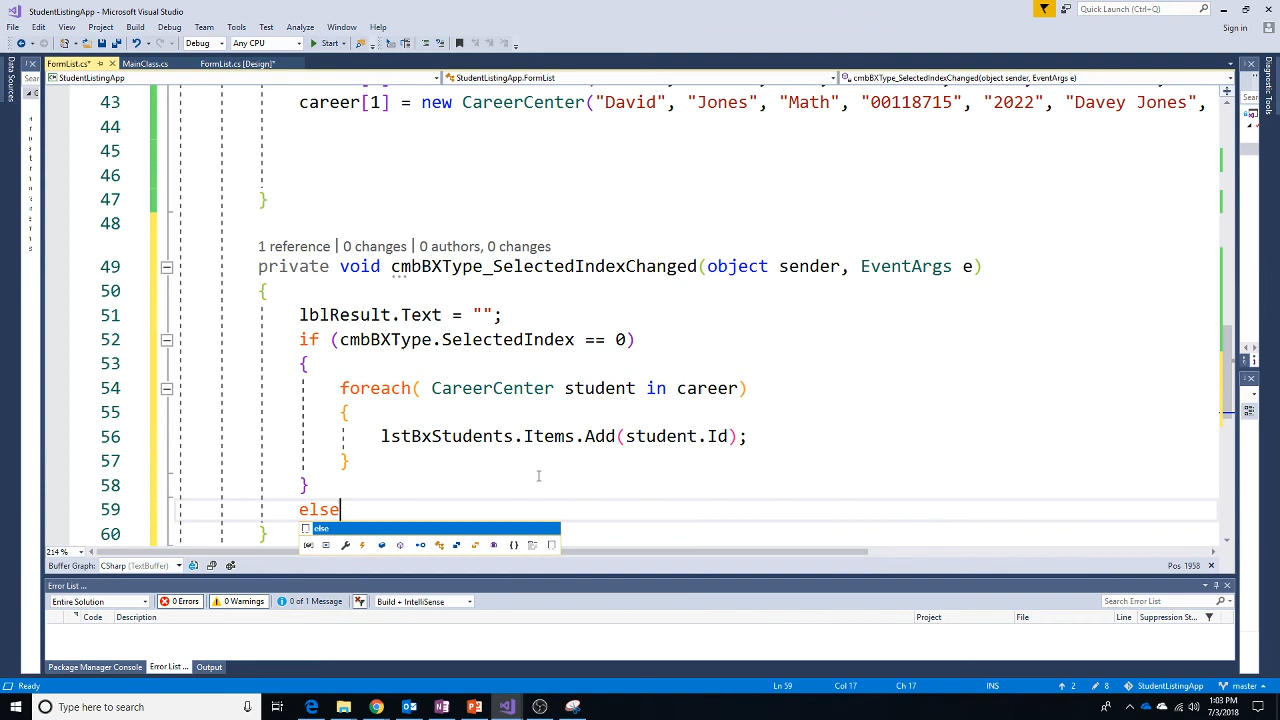 StudentListingApp - Microsoft Visual Studio
Quick Launch (Ctrl+Q)
File Edit View Project Build Debug Team Tools Test Analyze Window Help
Sign in
Debug Any CPU Start
FormList.cs* MainClass.cs FormList.cs [Design]*
StudentListingApp StudentListingApp.FormList cmbBXType_SelectedIndexChanged(object sender, EventArgs e)
Data Sources
Diagnostic Tools
43 career[1] = new CareerCenter("David", "Jones", "Math", "00118715", "2022", "Davey Jones",
44
45
46
47 }
48
1 reference | 0 changes | 0 authors, 0 changes
49 private void cmbBXType_SelectedIndexChanged(object sender, EventArgs e)
50 {
51 lblResult.Text = "";
52 if (cmbBXType.SelectedIndex == 0)
53 {
54 foreach( CareerCenter student in career)
55 {
56 lstBxStudents.Items.Add(student.Id);
57 }
58 }
59 else
else
60 }
214 %
Buffer Graph: CSharp (TextBuffer) Pos 1958
Error List ...
Entire Solution 0 Errors 0 Warnings 0 of 1 Message Build + IntelliSense Search Error List
Code Description Project File Line Suppression St...
Package Manager Console Error List ... Output
Ready Ln 59 Col 17 Ch 17 INS 2 8 StudentListingApp master
Type here to search
1:03 PM
7/3/2018